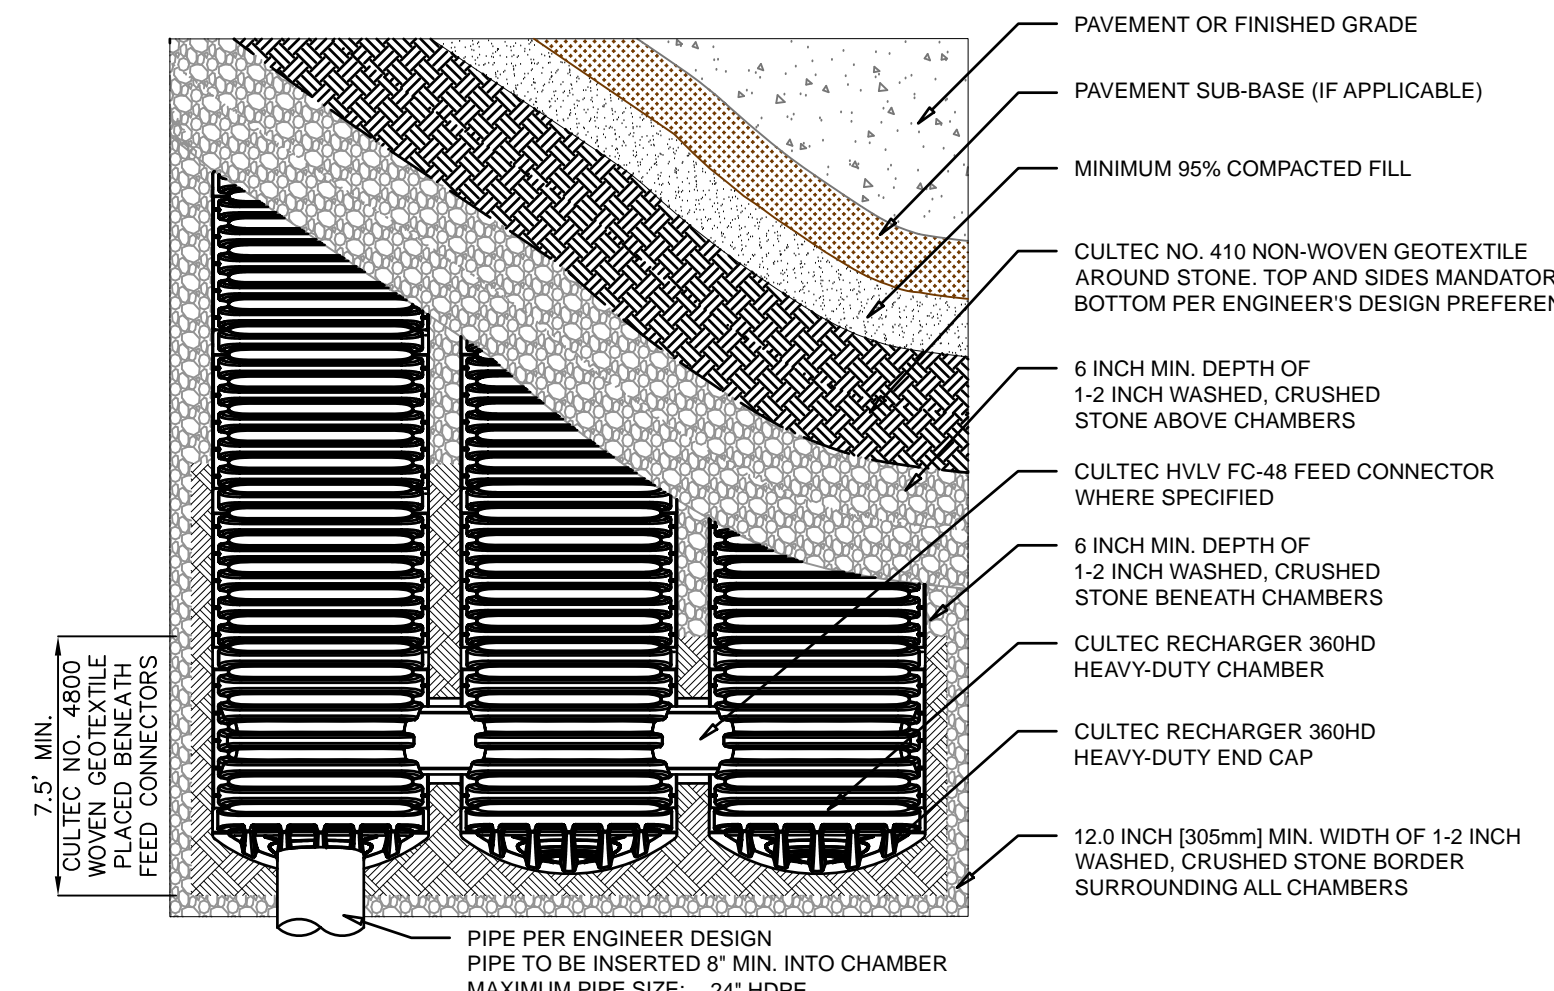 PAVEMENT OR FINISHED GRADE
PAVEMENT SUB-BASE (IF APPLICABLE)
MINIMUM 95% COMPACTED FILL
CULTEC NO. 410 NON-WOVEN GEOTEXTILE
AROUND STONE. TOP AND SIDES MANDATOR
BOTTOM PER ENGINEER'S DESIGN PREFEREN
6 INCH MIN. DEPTH OF
1-2 INCH WASHED, CRUSHED
STONE ABOVE CHAMBERS
CULTEC HVLV FC-48 FEED CONNECTOR
WHERE SPECIFIED
6 INCH MIN. DEPTH OF
1-2 INCH WASHED, CRUSHED
STONE BENEATH CHAMBERS
CULTEC RECHARGER 360HD
HEAVY-DUTY CHAMBER
CULTEC RECHARGER 360HD
HEAVY-DUTY END CAP
12.0 INCH [305mm] MIN. WIDTH OF 1-2 INCH
WASHED, CRUSHED STONE BORDER
SURROUNDING ALL CHAMBERS
7.5' MIN.
CULTEC NO. 4800
WOVEN GEOTEXTILE
PLACED BENEATH
FEED CONNECTORS
PIPE PER ENGINEER DESIGN
PIPE TO BE INSERTED 8" MIN. INTO CHAMBER
MAXIMUM PIPE SIZE: 24" HDPE